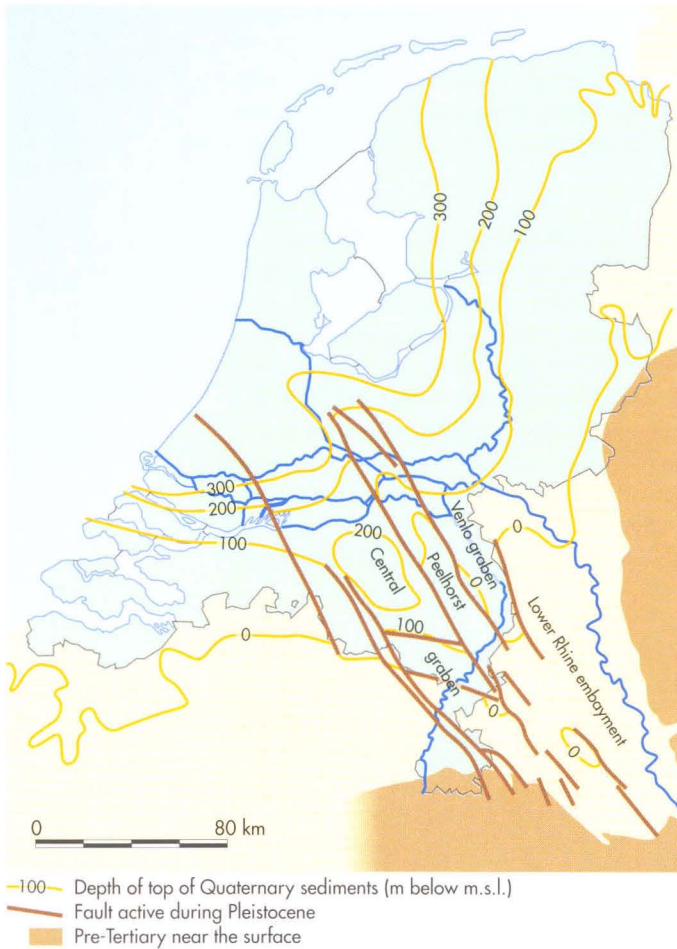 300
200
100
300
200
100
200
Central
Peelhorst
Venlo graben
0
0
Lower Rhine embayment
0
100
graben
0
0
0 80 km
100 Depth of top of Quaternary sediments (m below m.s.l.)
Fault active during Pleistocene
Pre-Tertiary near the surface